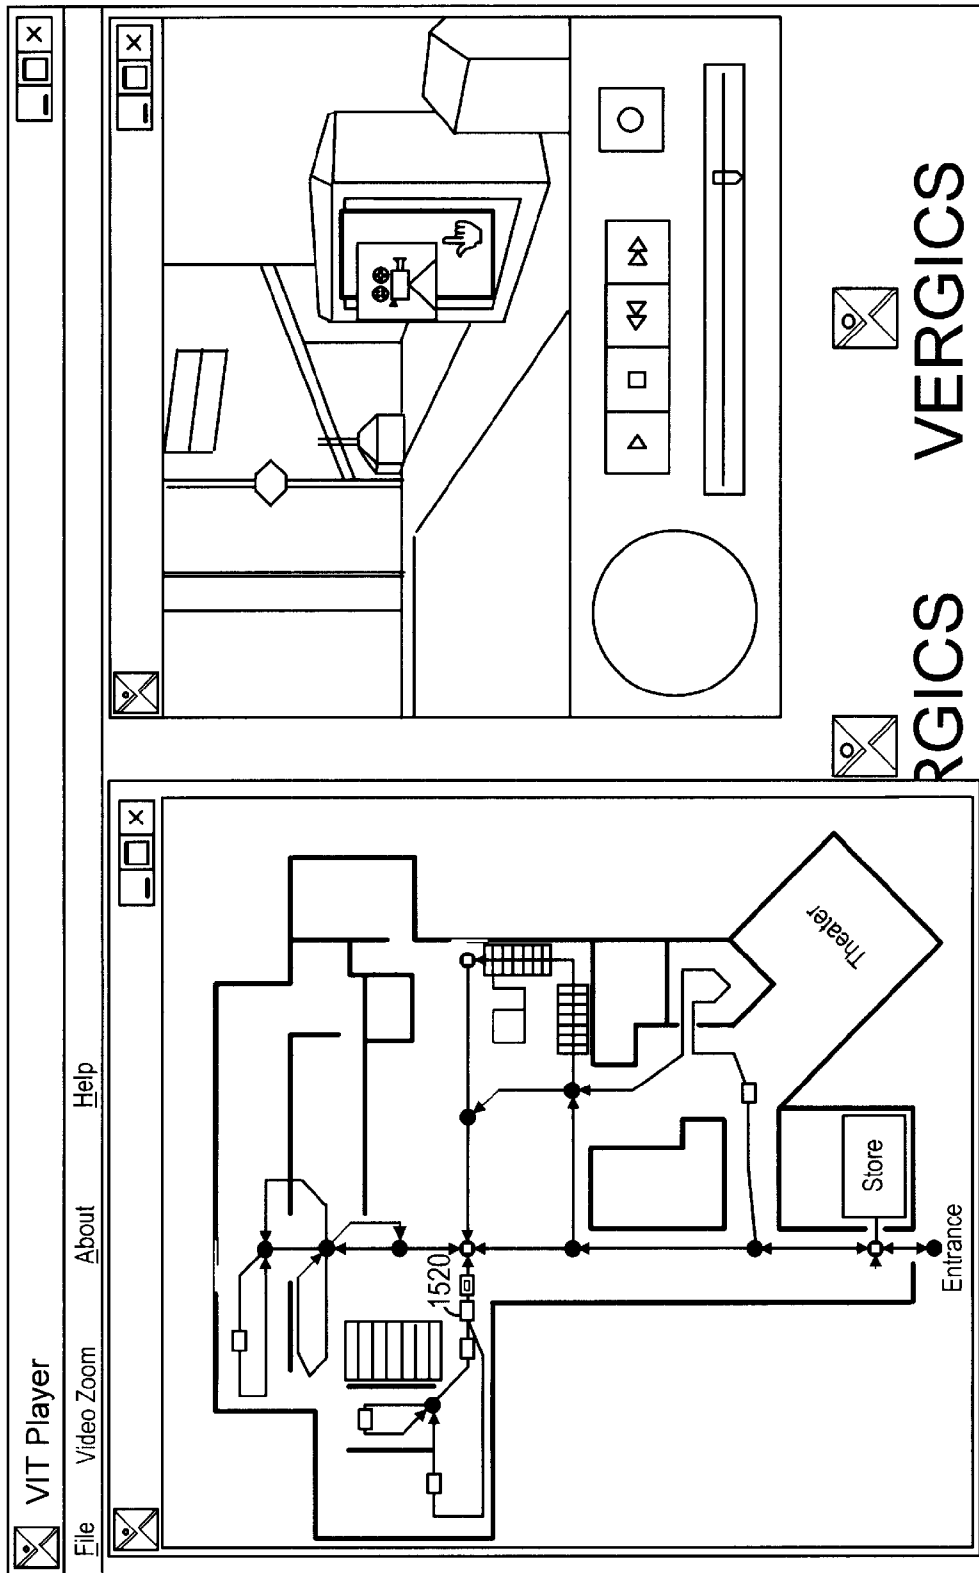 VIT Player
File Video Zoom About Help
1520
Theater
Store
Entrance
RGICS VERGICS